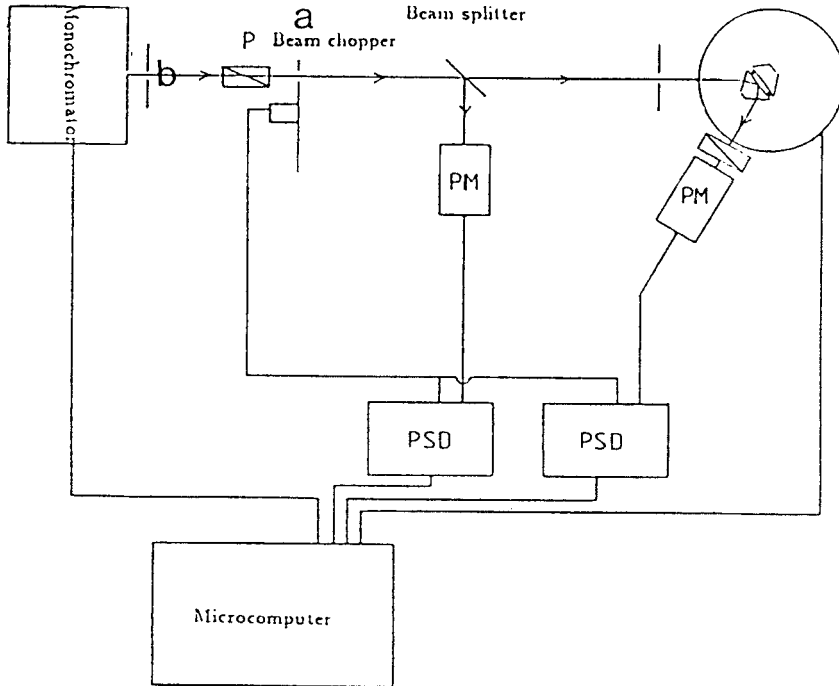 a
P Beam chopper
Beam splitter
Monochromator
b
PM
PM
PSD
PSD
Microcomputer